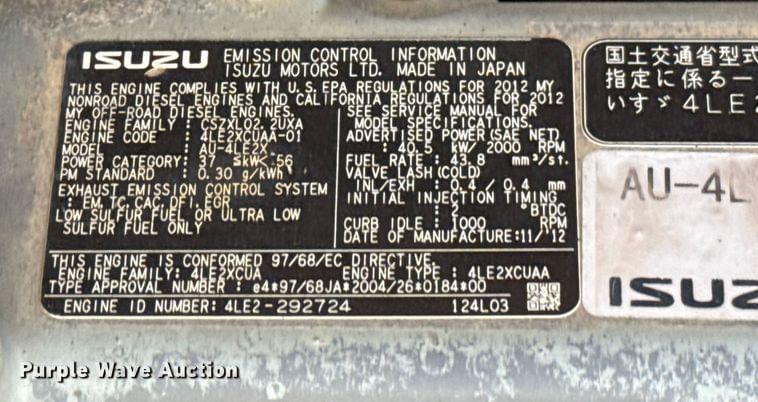 ISUZU EMISSION CONTROL INFORMATION
ISUZU MOTORS LTD. MADE IN JAPAN
THIS ENGINE COMPLIES WITH U.S.EPA REGULATIONS FOR 2012 MY
NONROAD DIESEL ENGINES AND CALIFORNIA REGULATIONS FOR 2012
MY OFF-ROAD DIESEL ENGINES.
ENGINE FAMILY : CSZXL02.2UXA
ENGINE CODE : 4LE2XCUAA-01
MODEL : AU-4LE2X
POWER CATEGORY: 37 ≤kW< 56
PM STANDARD : 0.30 g/kWh
EXHAUST EMISSION CONTROL SYSTEM
: EM,TC,CAC,DFI,EGR
LOW SULFUR FUEL OR ULTRA LOW
SULFUR FUEL ONLY
SEE SERVICE MANUAL FOR
MODEL SPECIFICATIONS.
ADVERTISED POWER(SAE NET)
: 40.5 kW/ 2000 RPM
FUEL RATE : 43.8 mm³/st.
VALVE LASH(COLD)
IN/EXH : 0.4 / 0.4 mm
INITIAL INJECTION TIMING
: 2 °BTDC
CURB IDLE : 1000 RPM
DATE OF MANUFACTURE:11/'12
THIS ENGINE IS CONFORMED 97/68/EC DIRECTIVE.
ENGINE FAMILY: 4LE2XCUA ENGINE TYPE : 4LE2XCUAA
TYPE APPROVAL NUMBER : e4*97/68JA*2004/26*0184*00
ENGINE ID NUMBER: 4LE2-292724 124L03
国土交通省型式
指定に係る一
いすゞ4LE2
AU-4L
ISUZ
Purple Wave Auction